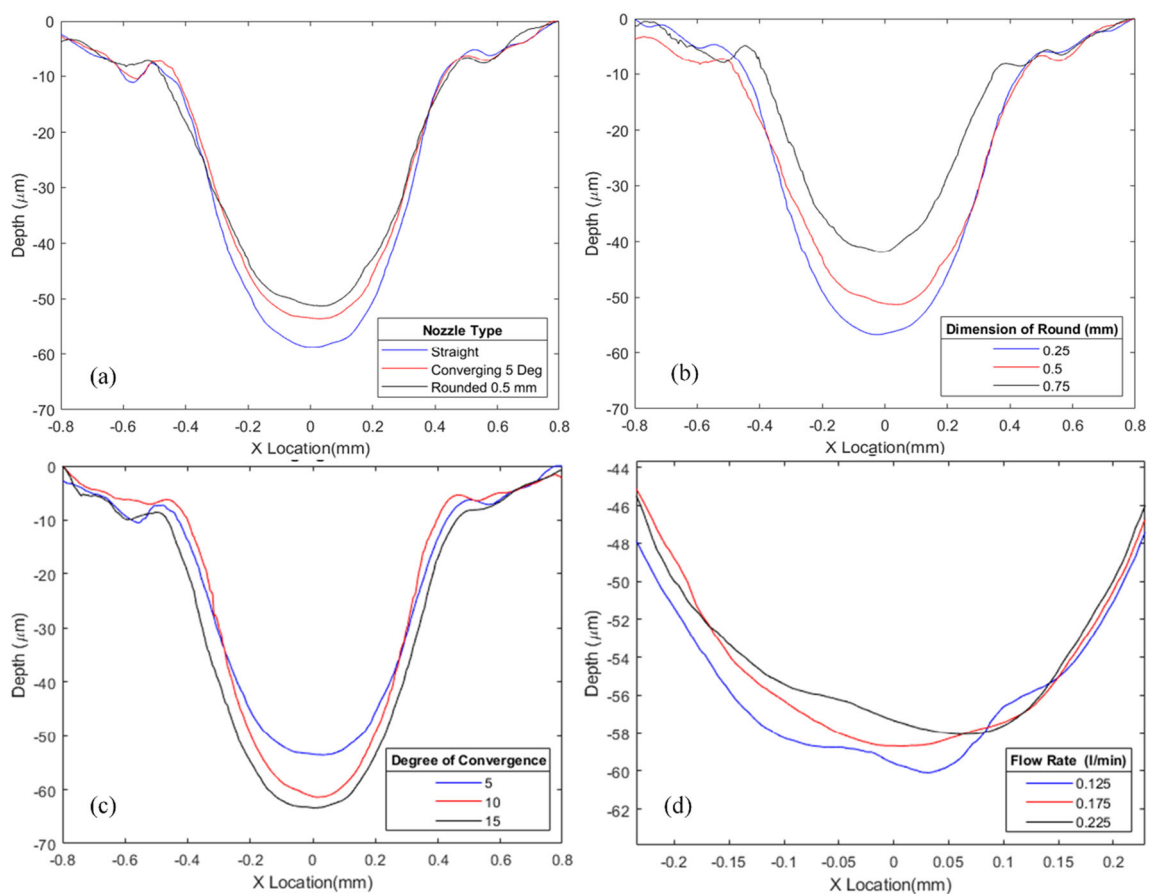 0
-10
-20
-30
-40
-50
-60
-70
Depth (μm)
-0.8 -0.6 -0.4 -0.2 0 0.2 0.4 0.6 0.8
X Location(mm)
(a)
Nozzle Type
Straight
Converging 5 Deg
Rounded 0.5 mm
0
-10
-20
-30
-40
-50
-60
-70
Depth (μm)
-0.8 -0.6 -0.4 -0.2 0 0.2 0.4 0.6 0.8
X Location(mm)
(b)
Dimension of Round (mm)
0.25
0.5
0.75
0
-10
-20
-30
-40
-50
-60
-70
Depth (μm)
-0.8 -0.6 -0.4 -0.2 0 0.2 0.4 0.6 0.8
X Location(mm)
(c)
Degree of Convergence
5
10
15
-44
-46
-48
-50
-52
-54
-56
-58
-60
-62
Depth (μm)
-0.2 -0.15 -0.1 -0.05 0 0.05 0.1 0.15 0.2
X Location(mm)
(d)
Flow Rate (l/min)
0.125
0.175
0.225